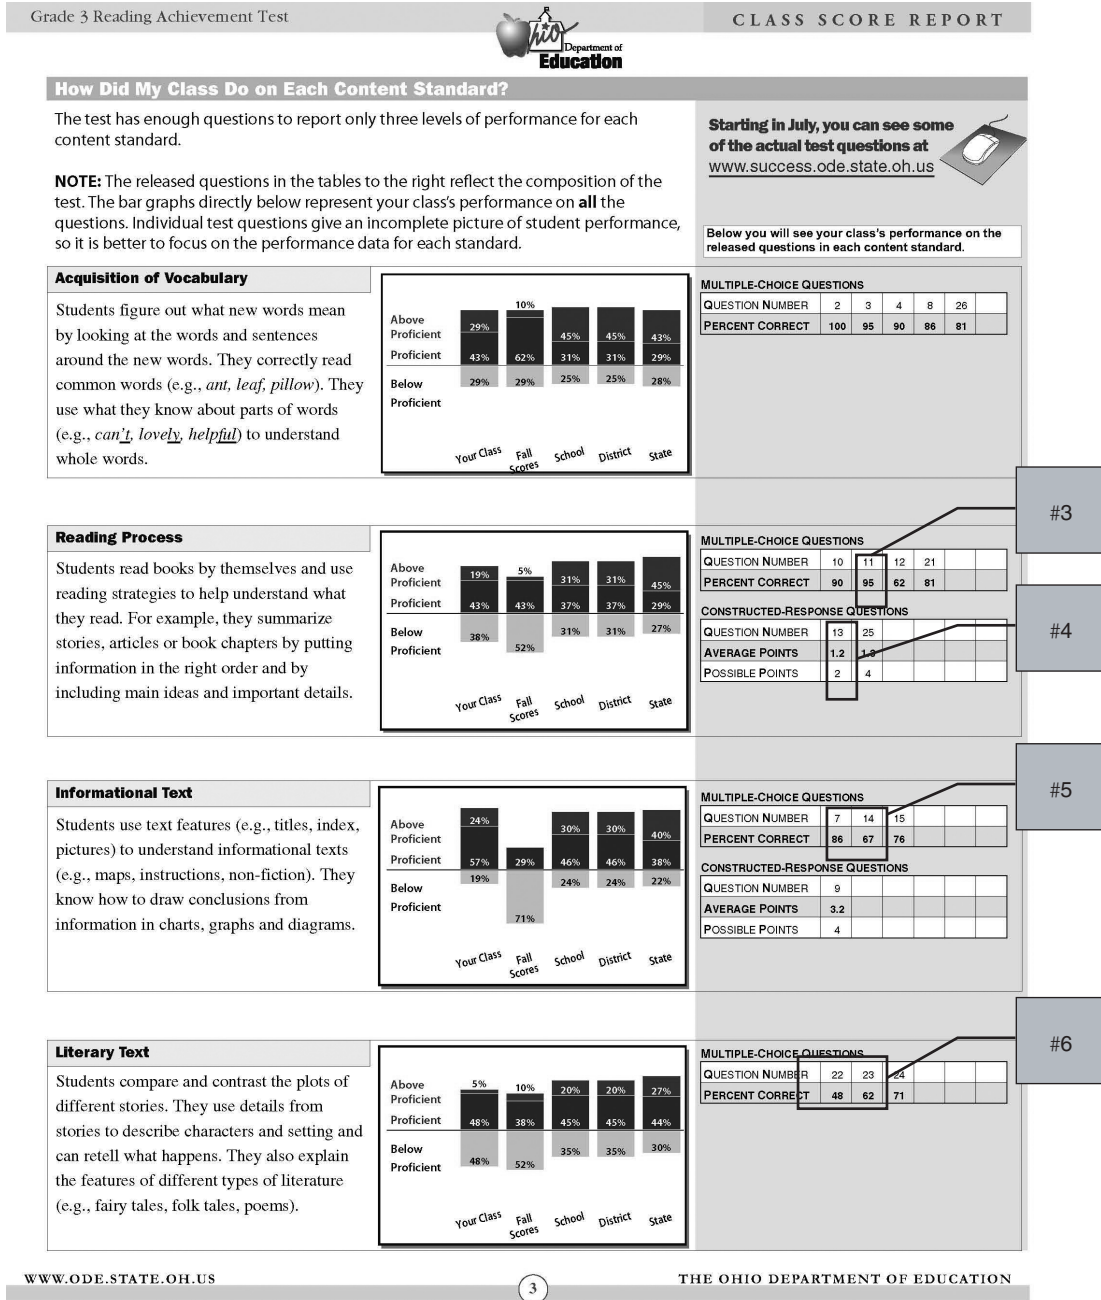 Grade 3 Reading Achievement Test
CLASS SCORE REPORT
Ohio
Department of
Education
How Did My Class Do on Each Content Standard?
The test has enough questions to report only three levels of performance for each
content standard.
NOTE: The released questions in the tables to the right reflect the composition of the
test. The bar graphs directly below represent your class's performance on all the
questions. Individual test questions give an incomplete picture of student performance,
so it is better to focus on the performance data for each standard.
Starting in July, you can see some
of the actual test questions at
www.success.ode.state.oh.us
Below you will see your class's performance on the
released questions in each content standard.
Acquisition of Vocabulary
Students figure out what new words mean
by looking at the words and sentences
around the new words. They correctly read
common words (e.g., ant, leaf, pillow). They
use what they know about parts of words
(e.g., can't, lovely, helpful) to understand
whole words.
Above
Proficient
Proficient
Below
Proficient
29% 10% 45% 45% 43%
43% 62% 31% 31% 29%
29% 29% 25% 25% 28%
Your Class Fall Scores School District State
MULTIPLE-CHOICE QUESTIONS
QUESTION NUMBER 2 3 4 8 26
PERCENT CORRECT 100 95 90 86 81
#3
Reading Process
Students read books by themselves and use
reading strategies to help understand what
they read. For example, they summarize
stories, articles or book chapters by putting
information in the right order and by
including main ideas and important details.
Above
Proficient
Proficient
Below
Proficient
19% 5% 31% 31% 45%
43% 43% 37% 37% 29%
38% 52% 31% 31% 27%
Your Class Fall Scores School District State
MULTIPLE-CHOICE QUESTIONS
QUESTION NUMBER 10 11 12 21
PERCENT CORRECT 90 95 62 81
CONSTRUCTED-RESPONSE QUESTIONS
QUESTION NUMBER 13 25
AVERAGE POINTS 1.2
POSSIBLE POINTS 2 4
#4
Informational Text
Students use text features (e.g., titles, index,
pictures) to understand informational texts
(e.g., maps, instructions, non-fiction). They
know how to draw conclusions from
information in charts, graphs and diagrams.
Above
Proficient
Proficient
Below
Proficient
24% 30% 30% 40%
57% 29% 46% 46% 38%
19% 71% 24% 24% 22%
Your Class Fall Scores School District State
MULTIPLE-CHOICE QUESTIONS
QUESTION NUMBER 7 14 15
PERCENT CORRECT 86 67 76
CONSTRUCTED-RESPONSE QUESTIONS
QUESTION NUMBER 9
AVERAGE POINTS 3.2
POSSIBLE POINTS 4
#5
Literary Text
Students compare and contrast the plots of
different stories. They use details from
stories to describe characters and setting and
can retell what happens. They also explain
the features of different types of literature
(e.g., fairy tales, folk tales, poems).
Above
Proficient
Proficient
Below
Proficient
5% 10% 20% 20% 27%
48% 38% 45% 45% 44%
48% 52% 35% 35% 30%
Your Class Fall Scores School District State
MULTIPLE-CHOICE QUESTIONS
QUESTION NUMBER 22 23 24
PERCENT CORRECT 48 62 71
#6
WWW.ODE.STATE.OH.US
3
THE OHIO DEPARTMENT OF EDUCATION